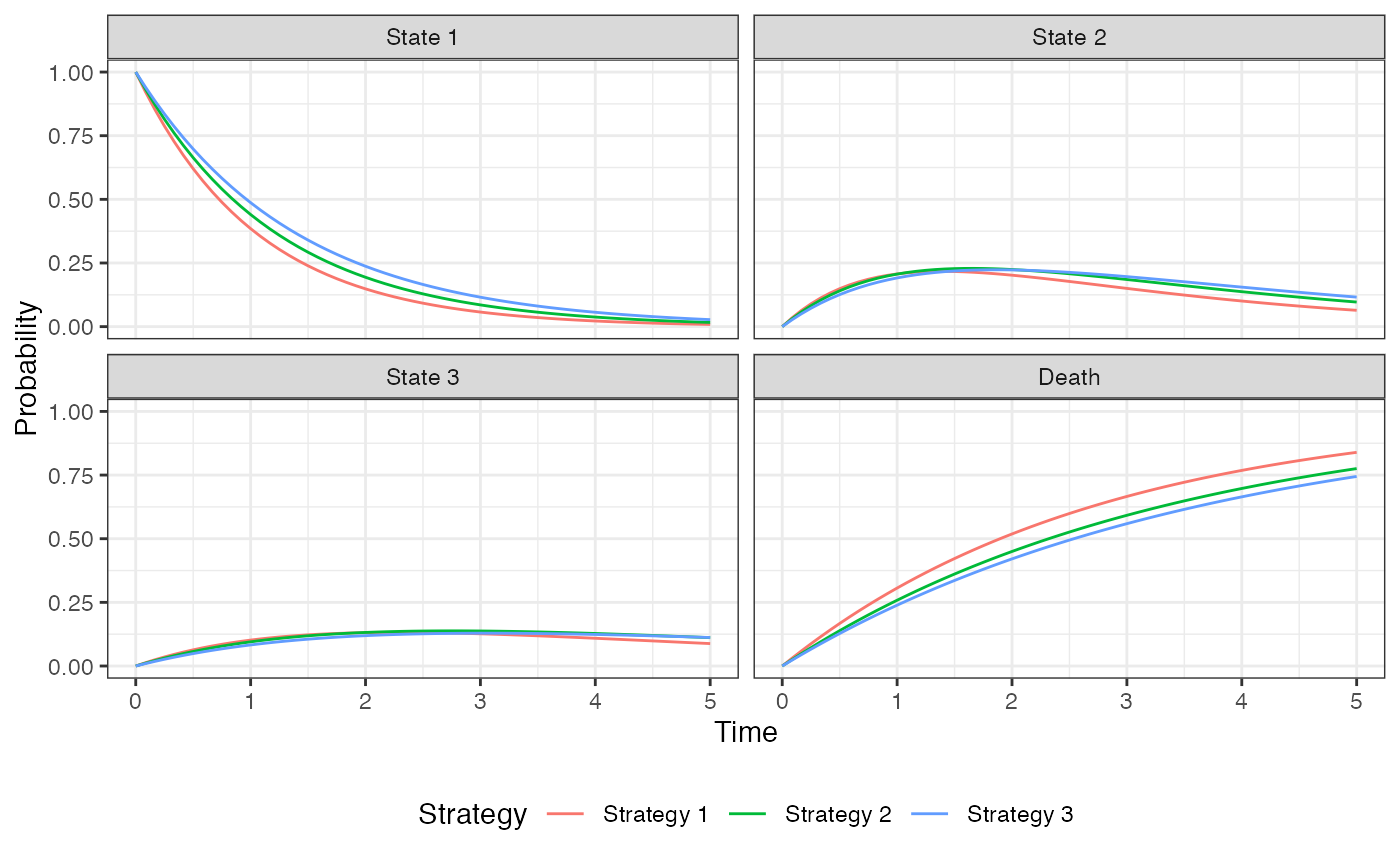 State 1
State 2
1.00
0.75
0.50
0.25
0.00
State 3
Death
1.00
0.75
0.50
0.25
0.00
Probability
0 1 2 3 4 5
0 1 2 3 4 5
Time
Strategy Strategy 1 Strategy 2 Strategy 3